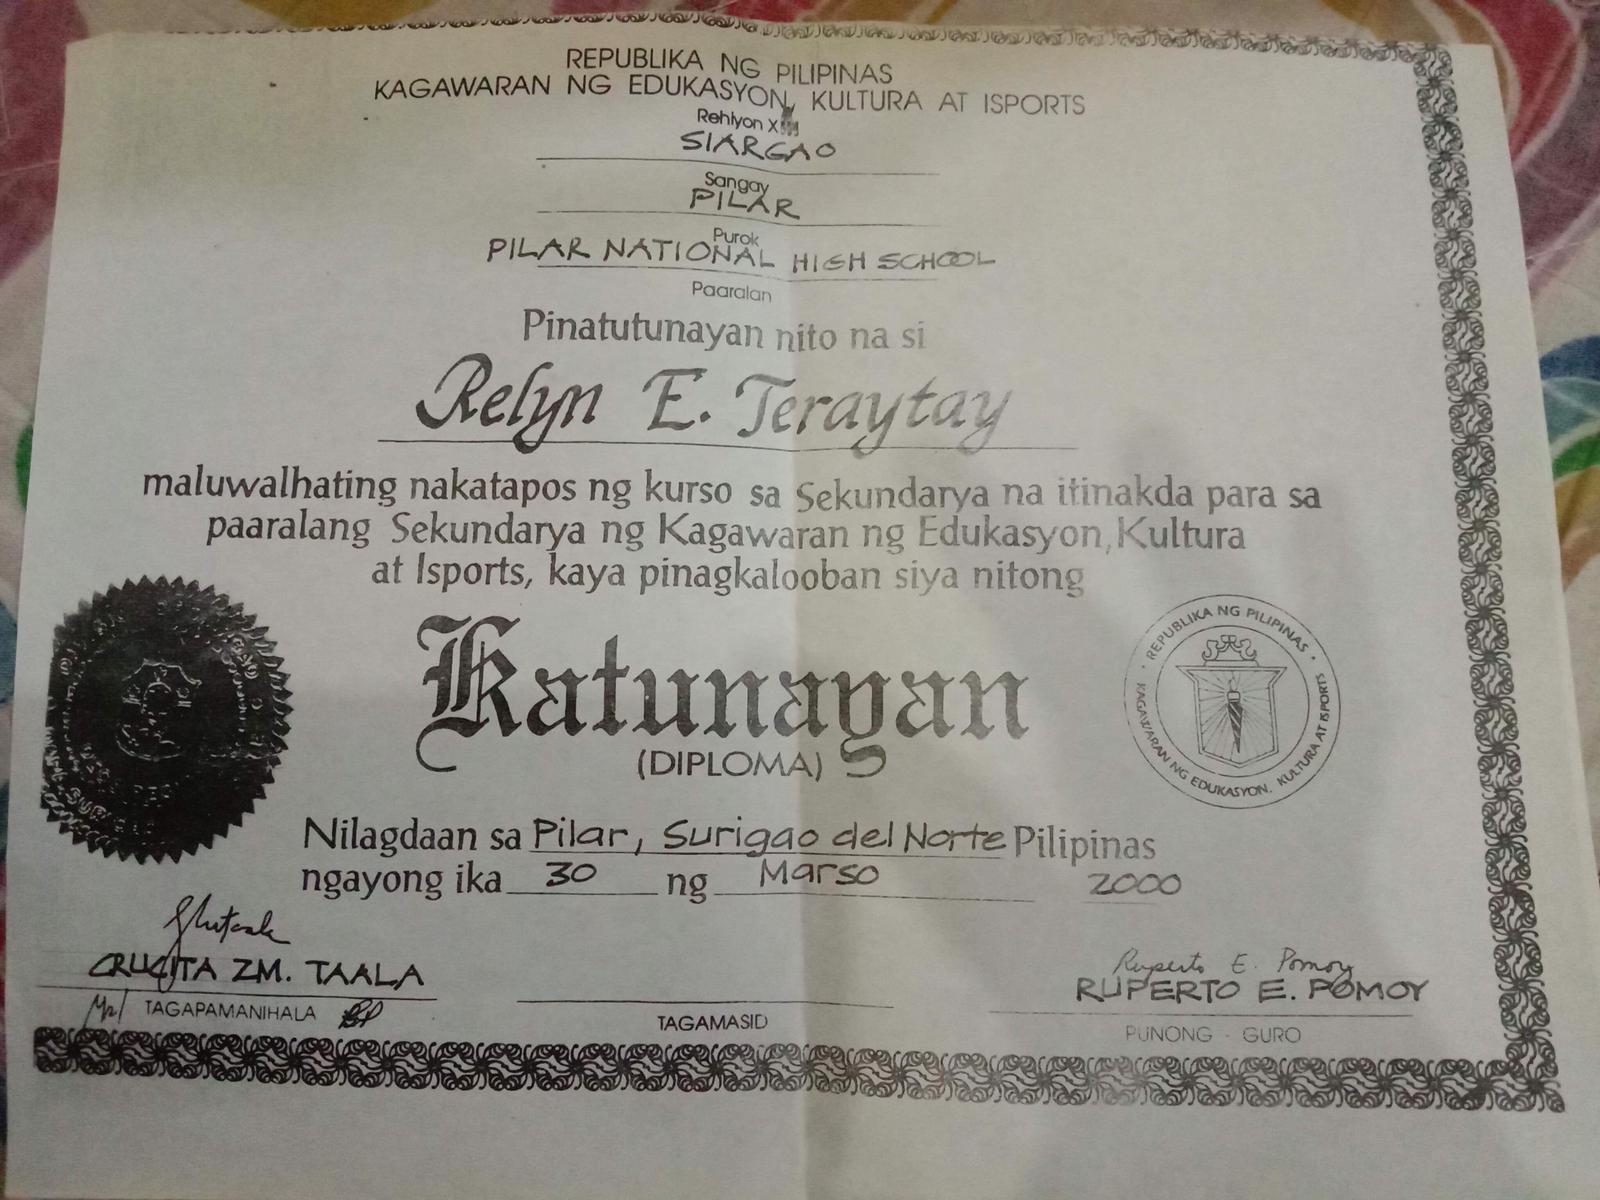 REPUBLIKA NG PILIPINAS
KAGAWARAN NG EDUKASYON, KULTURA AT ISPORTS
Rehiyon
SIARGAO
Sangay
PILAR
Purok
PILAR NATIONAL HIGH SCHOOL
Paaralan
Pinatutunayan nito na si
Relyn E. Teraytay
maluwalhating nakatapos ng kurso sa Sekundarya na itinakda para sa
paaralang Sekundarya ng Kagawaran ng Edukasyon, Kultura
at Isports, kaya pinagkalooban siya nitong
Katunayan
(DIPLOMA)
REPUBLIKA NG PILIPINAS
KAGAWARAN NG EDUKASYON, KULTURA AT ISPORTS
Nilagdaan sa Pilar, Surigao del Norte Pilipinas
ngayong ika 30 ng Marso 2000
CRUCITA ZM. TAALA
TAGAPAMANIHALA
TAGAMASID
Ruperto E. Pomoy
RUPERTO E. POMOY
PUNONG - GURO